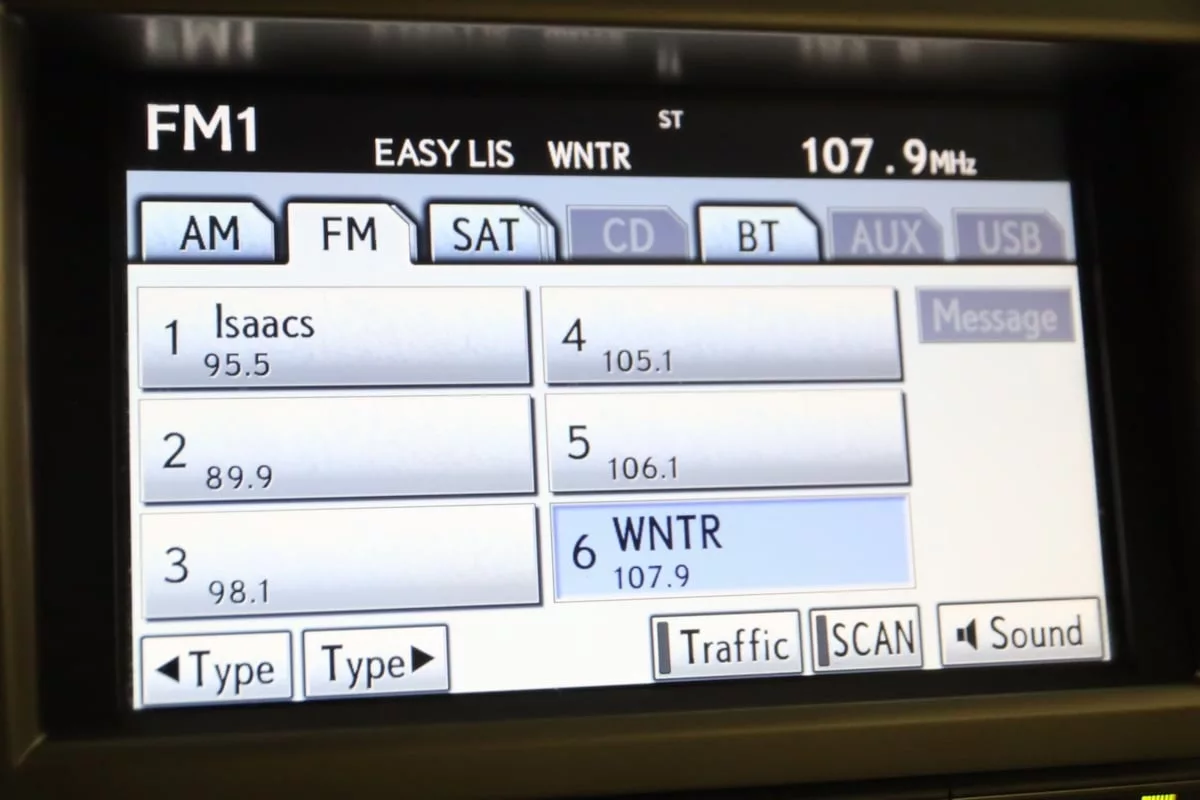 FM1
ST
EASY LIS WNTR 107.9MHz
AM FM SAT CD BT AUX USB
1 Isaacs
95.5
4
105.1
Message
2
89.9
5
106.1
3
98.1
6 WNTR
107.9
◀Type Type▶ Traffic SCAN Sound